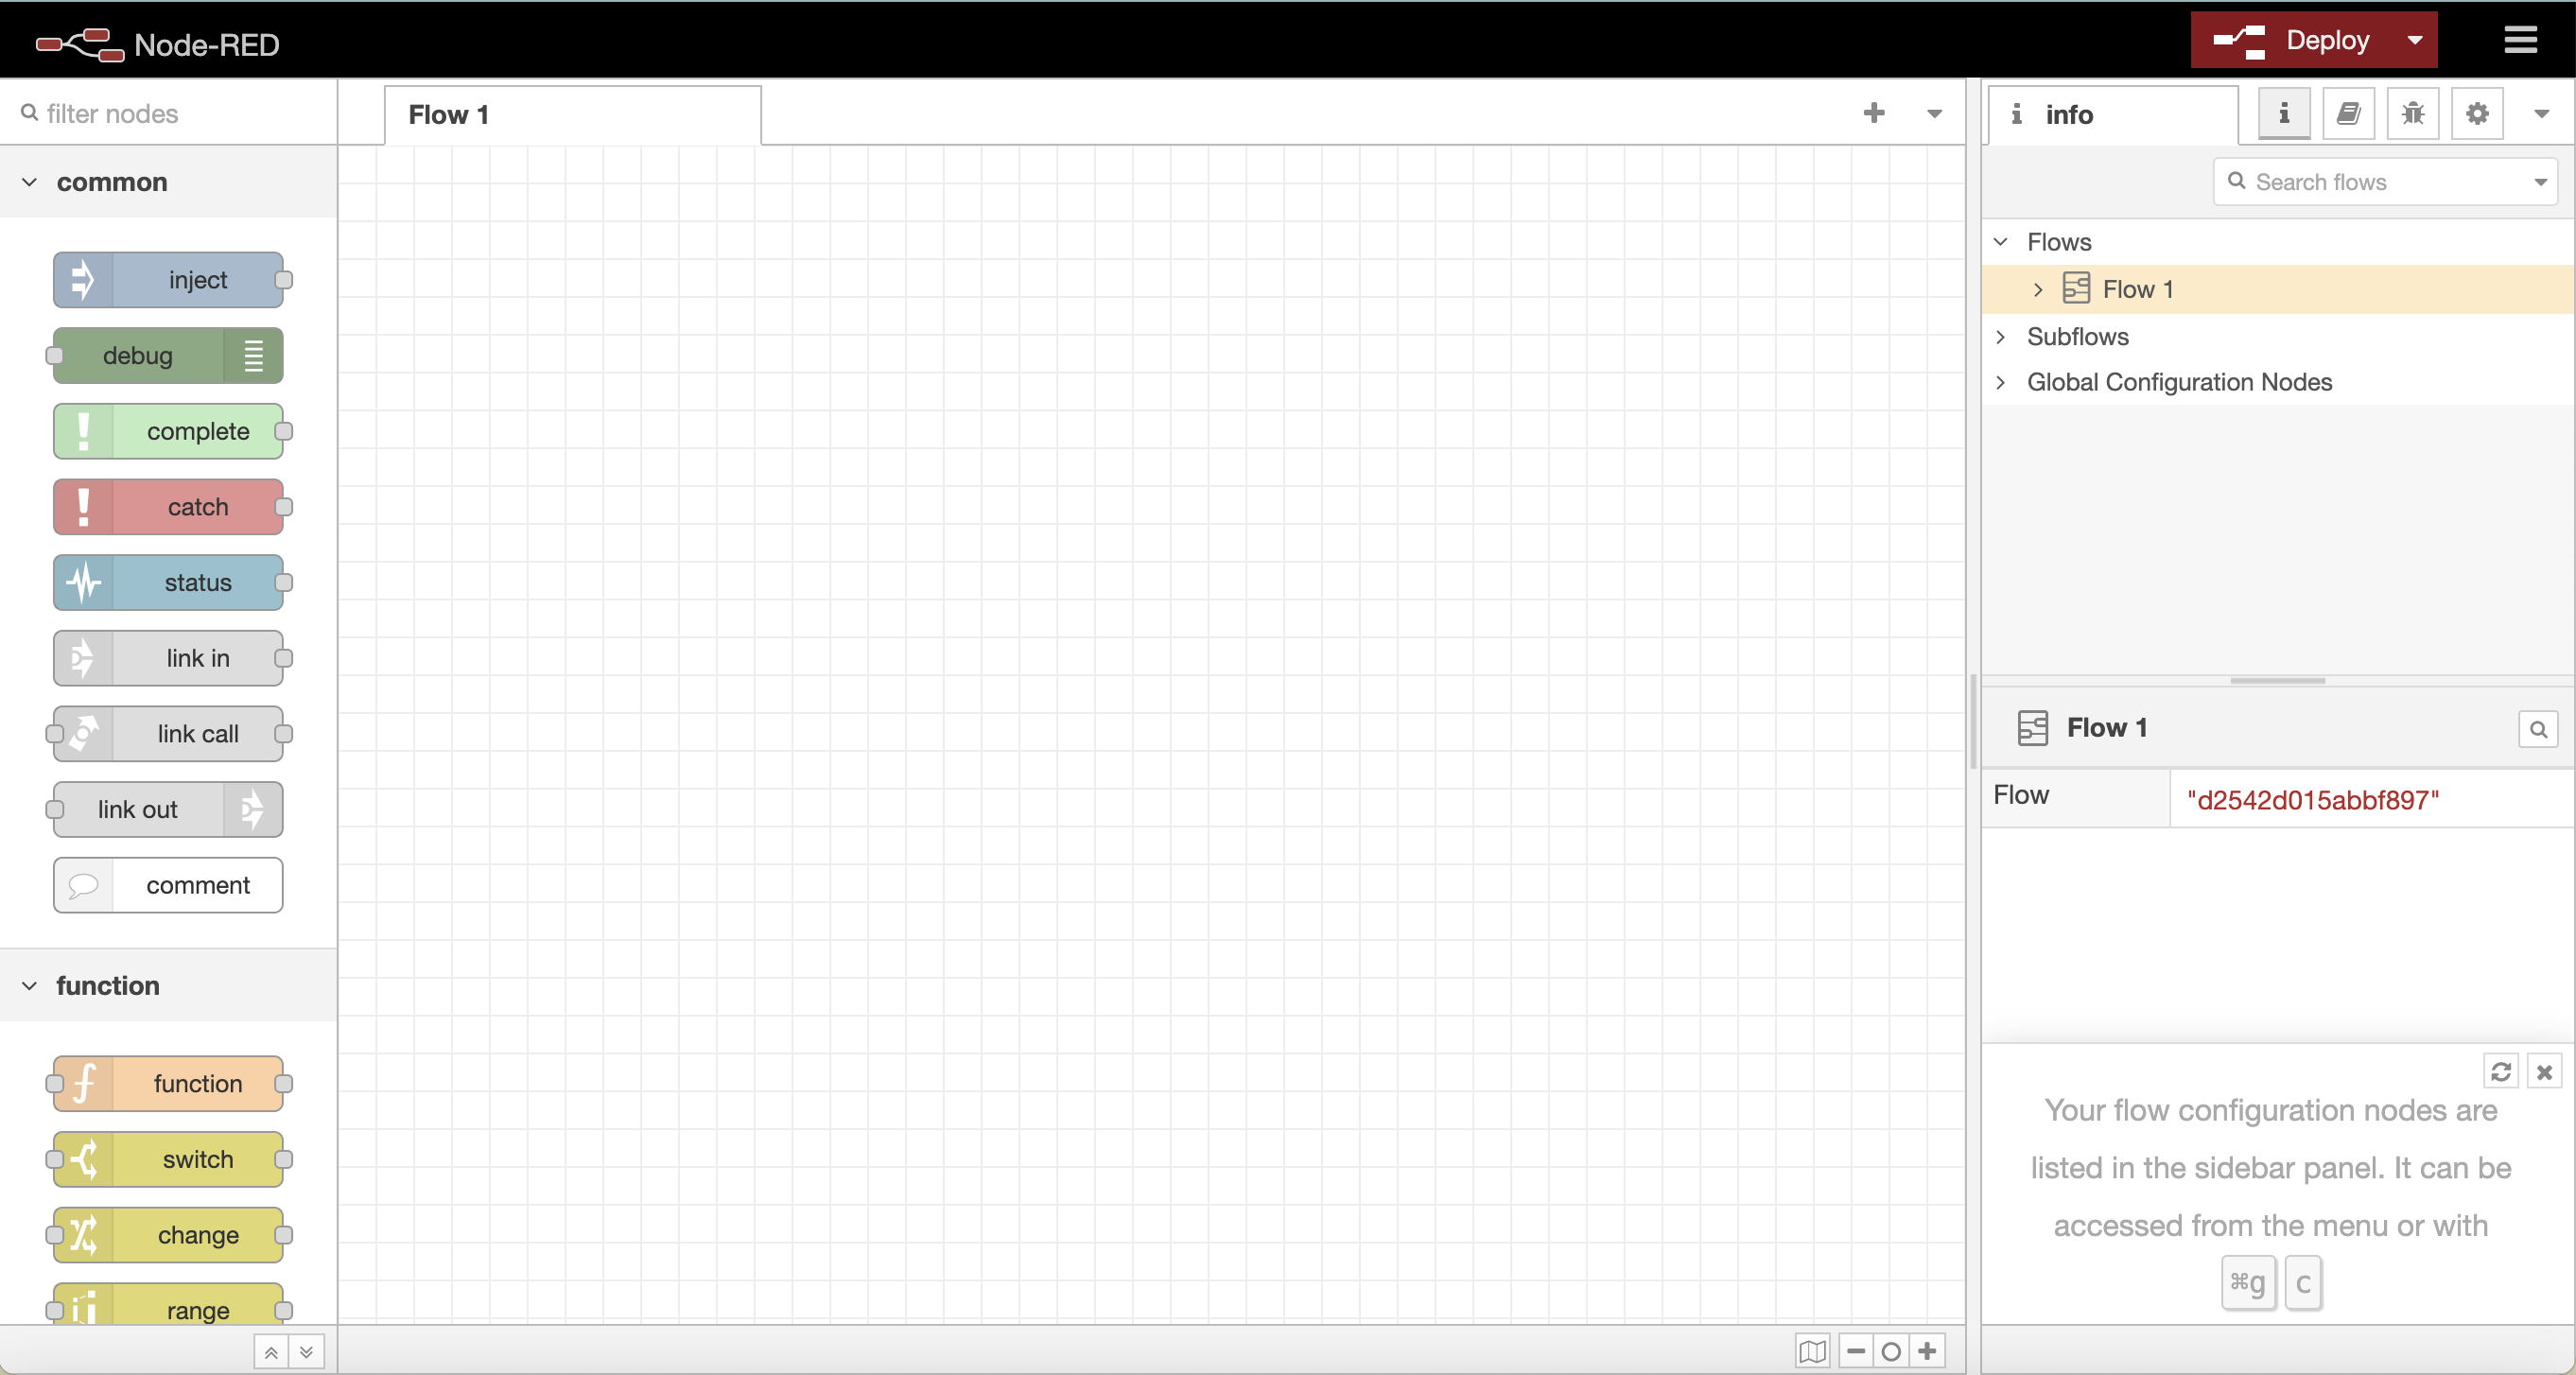 Node-RED
Deploy
filter nodes
Flow 1
info
common
Search flows
inject
debug
complete
catch
status
link in
link call
link out
comment
function
function
switch
change
range
Flows
Flow 1
Subflows
Global Configuration Nodes
Flow 1
Flow
"d2542d015abbf897"
Your flow configuration nodes are
listed in the sidebar panel. It can be
accessed from the menu or with
⌘g c